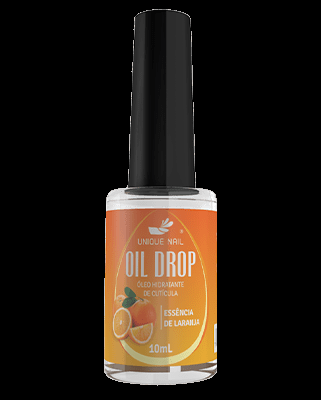 UNIQUE NAIL
OIL DROP
ÓLEO HIDRATANTE
DE CUTÍCULA
ESSÊNCIA
DE LARANJA
10mL